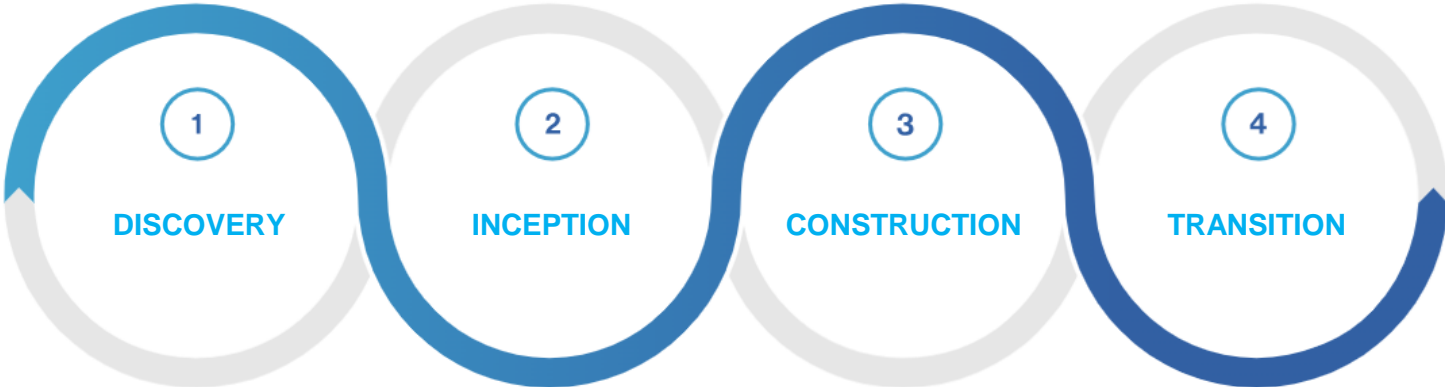 1
DISCOVERY
2
INCEPTION
3
CONSTRUCTION
4
TRANSITION